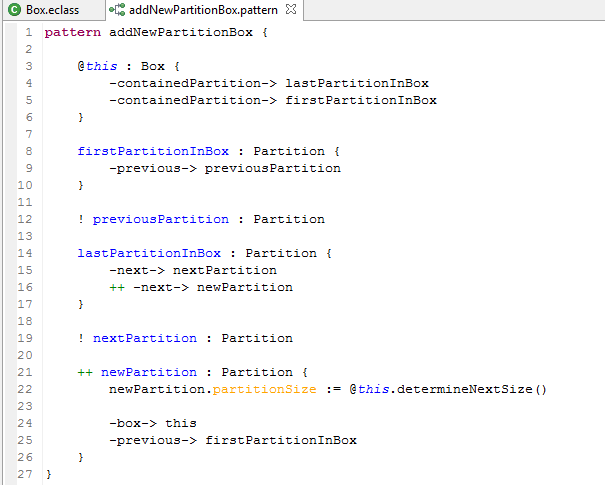 Box.eclass addNewPartitionBox.pattern
1 pattern addNewPartitionBox {
2
3 @this : Box {
4 -containedPartition-> lastPartitionInBox
5 -containedPartition-> firstPartitionInBox
6 }
7
8 firstPartitionInBox : Partition {
9 -previous-> previousPartition
10 }
11
12 ! previousPartition : Partition
13
14 lastPartitionInBox : Partition {
15 -next-> nextPartition
16 ++ -next-> newPartition
17 }
18
19 ! nextPartition : Partition
20
21 ++ newPartition : Partition {
22 newPartition.partitionSize := @this.determineNextSize()
23
24 -box-> this
25 -previous-> firstPartitionInBox
26 }
27 }